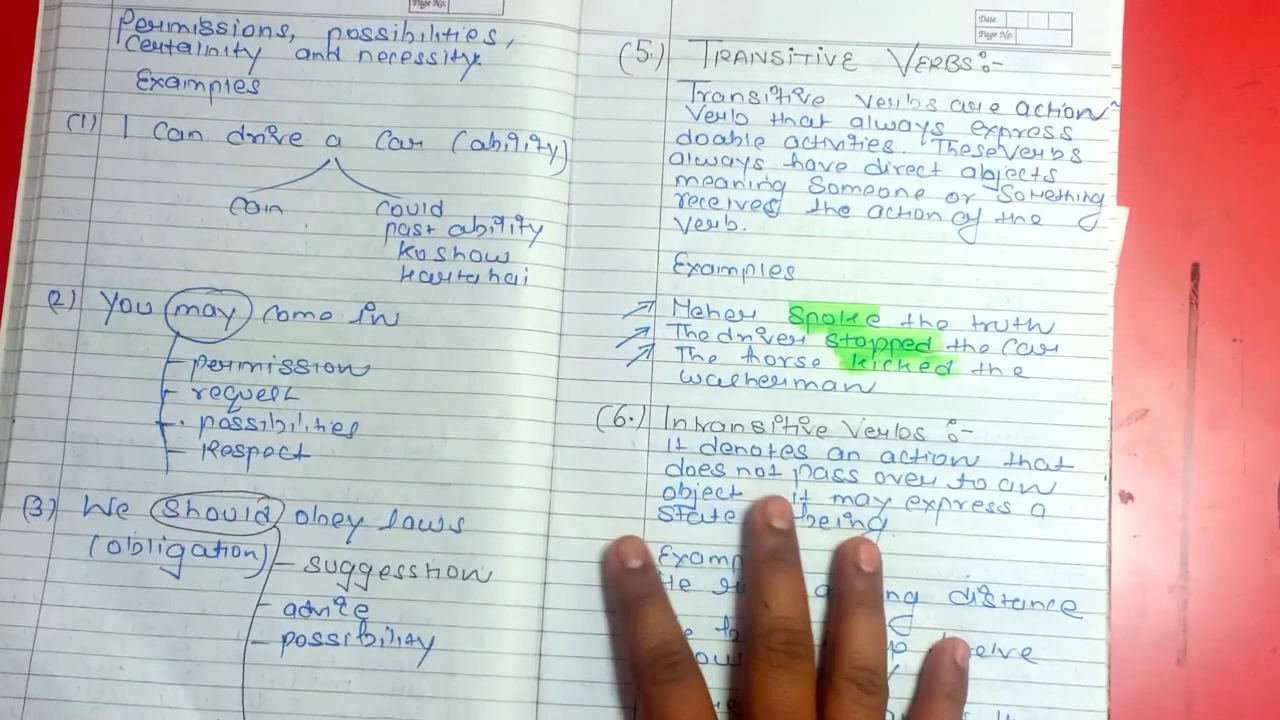 Page No.
Permissions, possibilities,
certainity and necessity.
Examples
(1) I can drive a car (ability)
can
could
past ability
ko show
karta hai
(2) You may come in
- permission
- request
- possibilities
- Respect
(3) We should obey laws
(obligation)
- suggesstion
- advice
- possibility
Date
Page No.
(5.) TRANSITIVE VERBS :-
Transitive verbs are action
verb that always express
doable activities. These verbs
always have direct objects
meaning someone or something
receives the action of the
verb.
Examples
Meher spoke the truth
The driver stopped the car
The horse kicked the
washerman
(6.) Intransitive Verbs :-
It denotes an action that
does not pass over to an
object. It may express a
state being.
Examp
He distance